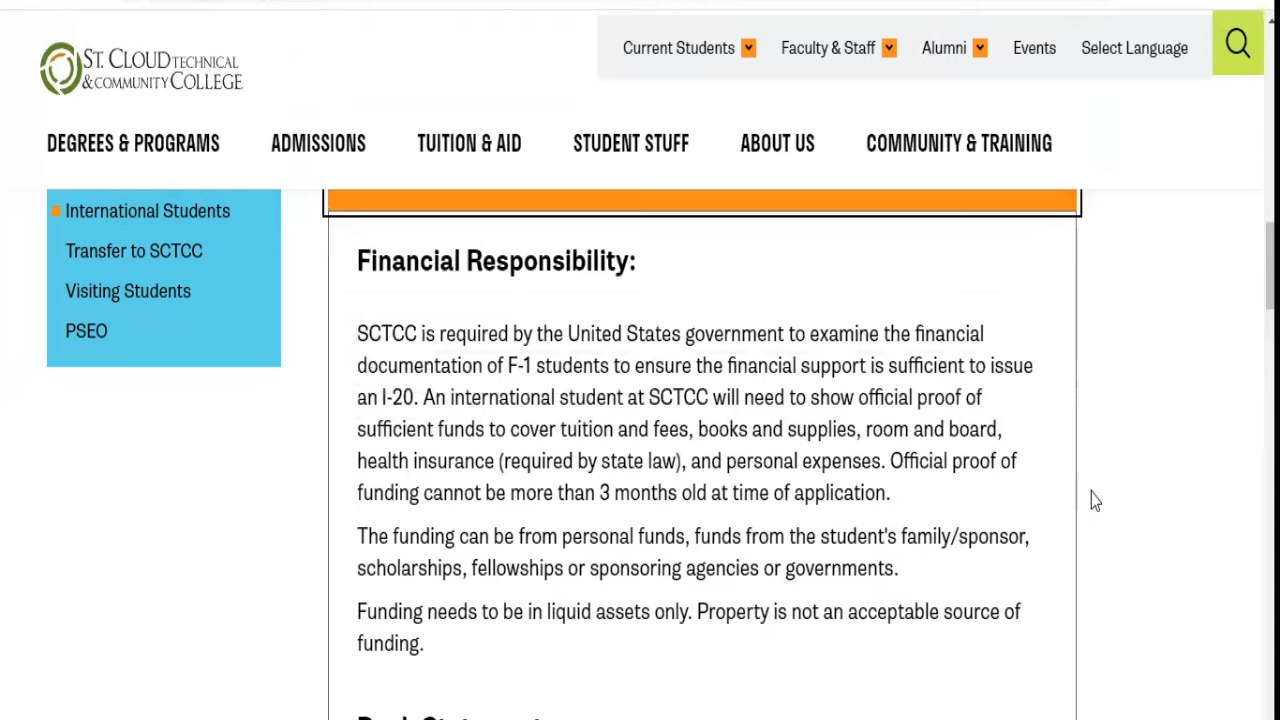 Current Students
Faculty & Staff
Alumni
Events
Select Language
ST. CLOUD TECHNICAL
& COMMUNITY COLLEGE
DEGREES & PROGRAMS
ADMISSIONS
TUITION & AID
STUDENT STUFF
ABOUT US
COMMUNITY & TRAINING
International Students
Transfer to SCTCC
Visiting Students
PSEO
Financial Responsibility:
SCTCC is required by the United States government to examine the financial
documentation of F-1 students to ensure the financial support is sufficient to issue
an I-20. An international student at SCTCC will need to show official proof of
sufficient funds to cover tuition and fees, books and supplies, room and board,
health insurance (required by state law), and personal expenses. Official proof of
funding cannot be more than 3 months old at time of application.
The funding can be from personal funds, funds from the student's family/sponsor,
scholarships, fellowships or sponsoring agencies or governments.
Funding needs to be in liquid assets only. Property is not an acceptable source of
funding.